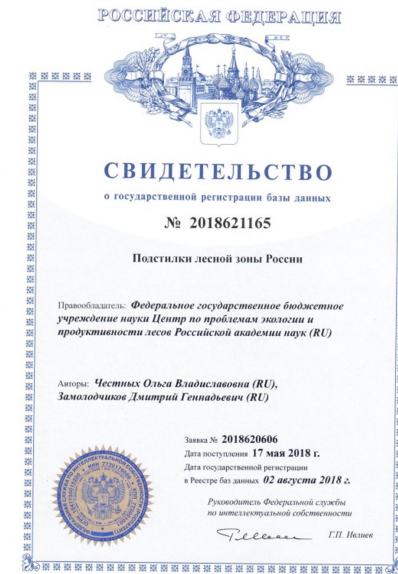 РОССИЙСКАЯ ФЕДЕРАЦИЯ
СВИДЕТЕЛЬСТВО
о государственной регистрации базы данных
№ 2018621165
Подстилки лесной зоны России
Правообладатель: Федеральное государственное бюджетное
учреждение науки Центр по проблемам экологии и
продуктивности лесов Российской академии наук (RU)
Авторы: Честных Ольга Владиславовна (RU),
Замолодчиков Дмитрий Геннадьевич (RU)
Заявка № 2018620606
Дата поступления 17 мая 2018 г.
Дата государственной регистрации
в Реестре баз данных 02 августа 2018 г.
Руководитель Федеральной службы
по интеллектуальной собственности
Г.П. Ивлиев